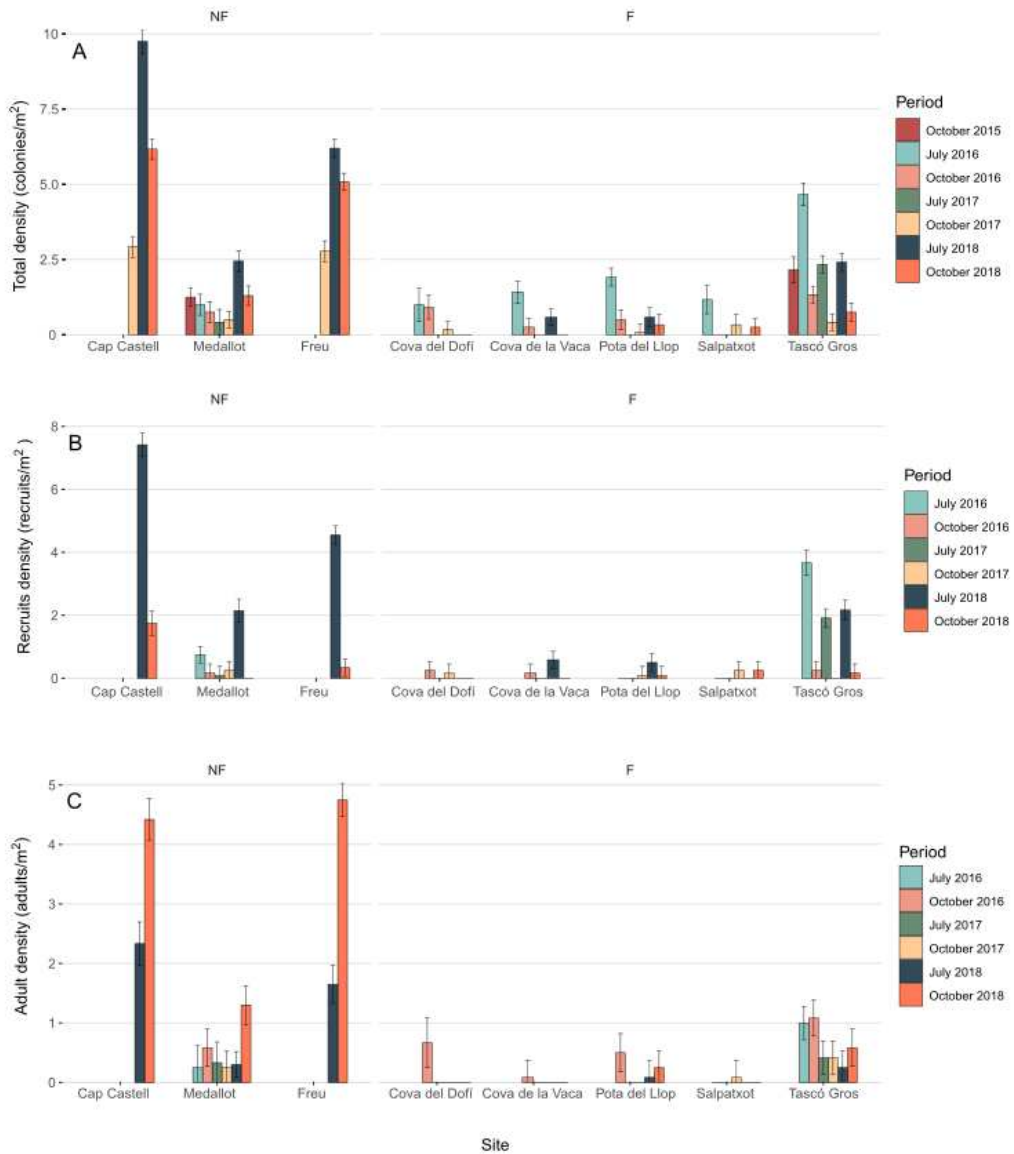 NF
F
A
10
7.5
5.0
2.5
0
Total density (colonies/m²)
Cap Castell
Medallot
Freu
Cova del Dofí
Cova de la Vaca
Pota del Llop
Salpatxot
Tascó Gros
Period
October 2015
July 2016
October 2016
July 2017
October 2017
July 2018
October 2018
NF
F
B
8
6
4
2
0
Recruits density (recruits/m²)
Cap Castell
Medallot
Freu
Cova del Dofí
Cova de la Vaca
Pota del Llop
Salpatxot
Tascó Gros
Period
July 2016
October 2016
July 2017
October 2017
July 2018
October 2018
NF
F
C
5
4
3
2
1
0
Adult density (adults/m²)
Cap Castell
Medallot
Freu
Cova del Dofí
Cova de la Vaca
Pota del Llop
Salpatxot
Tascó Gros
Period
July 2016
October 2016
July 2017
October 2017
July 2018
October 2018
Site